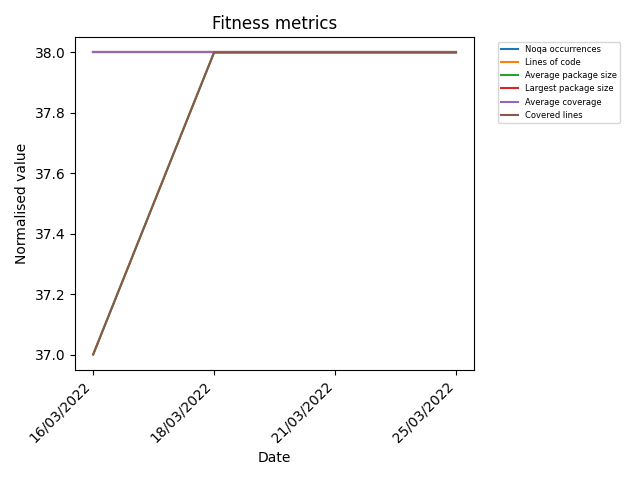 Fitness metrics
Noqa occurrences
Lines of code
Average package size
Largest package size
Average coverage
Covered lines
Normalised value
38.0
37.8
37.6
37.4
37.2
37.0
16/03/2022
18/03/2022
21/03/2022
25/03/2022
Date